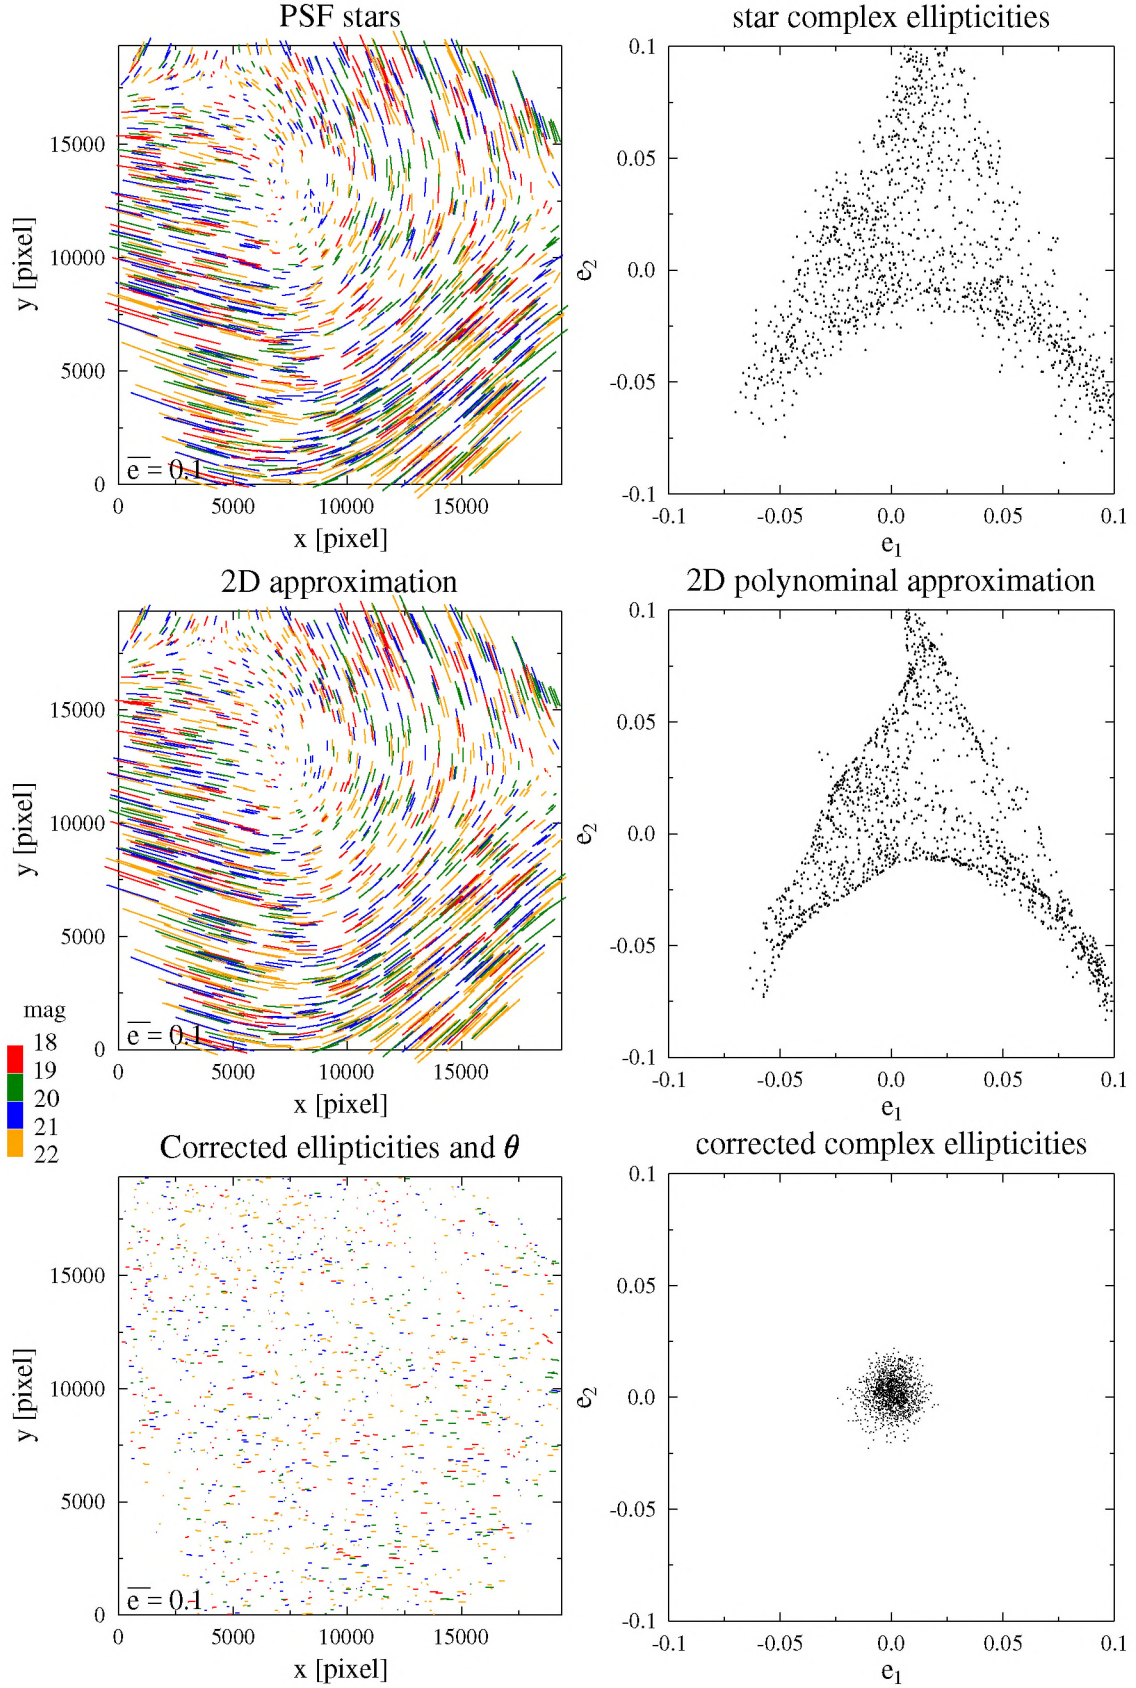 PSF stars
15000
10000
5000
0
y [pixel]
e = 0.1
0 5000 10000 15000
x [pixel]
star complex ellipticities
0.1
0.05
0.0
-0.05
-0.1
e2
-0.1 -0.05 0.0 0.05 0.1
e1
2D approximation
15000
10000
5000
0
y [pixel]
e = 0.1
0 5000 10000 15000
x [pixel]
2D polynominal approximation
0.1
0.05
0.0
-0.05
-0.1
e2
-0.1 -0.05 0.0 0.05 0.1
e1
mag
18
19
20
21
22
Corrected ellipticities and θ
15000
10000
5000
0
y [pixel]
e = 0.1
0 5000 10000 15000
x [pixel]
corrected complex ellipticities
0.1
0.05
0.0
-0.05
-0.1
e2
-0.1 -0.05 0.0 0.05 0.1
e1